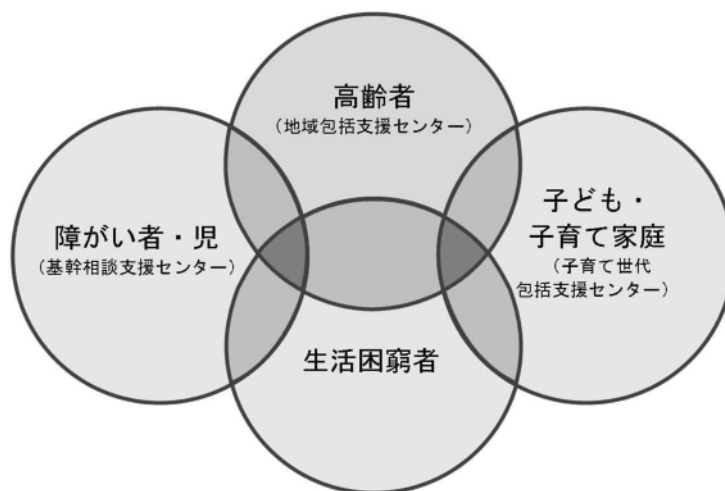 高齢者
（地域包括支援センター）
障がい者・児
（基幹相談支援センター）
子ども・
子育て家庭
（子育て世代
包括支援センター）
生活困窮者